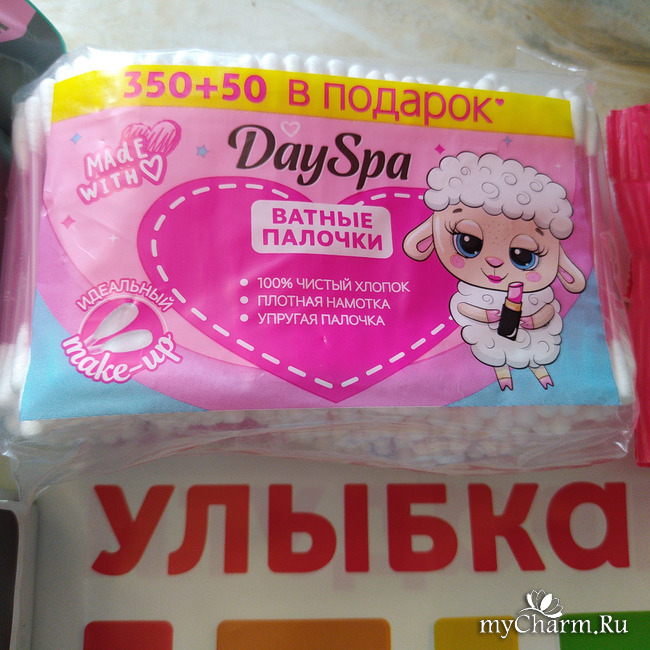 350+50 В ПОДАРОК
DaySpa
MADE
WITH
ВАТНЫЕ
ПАЛОЧКИ
100% ЧИСТЫЙ ХЛОПОК
ПЛОТНАЯ НАМОТКА
УПРУГАЯ ПАЛОЧКА
ИДЕАЛЬНЫЙ
make-up
УЛЫБКА
myCharm.Ru